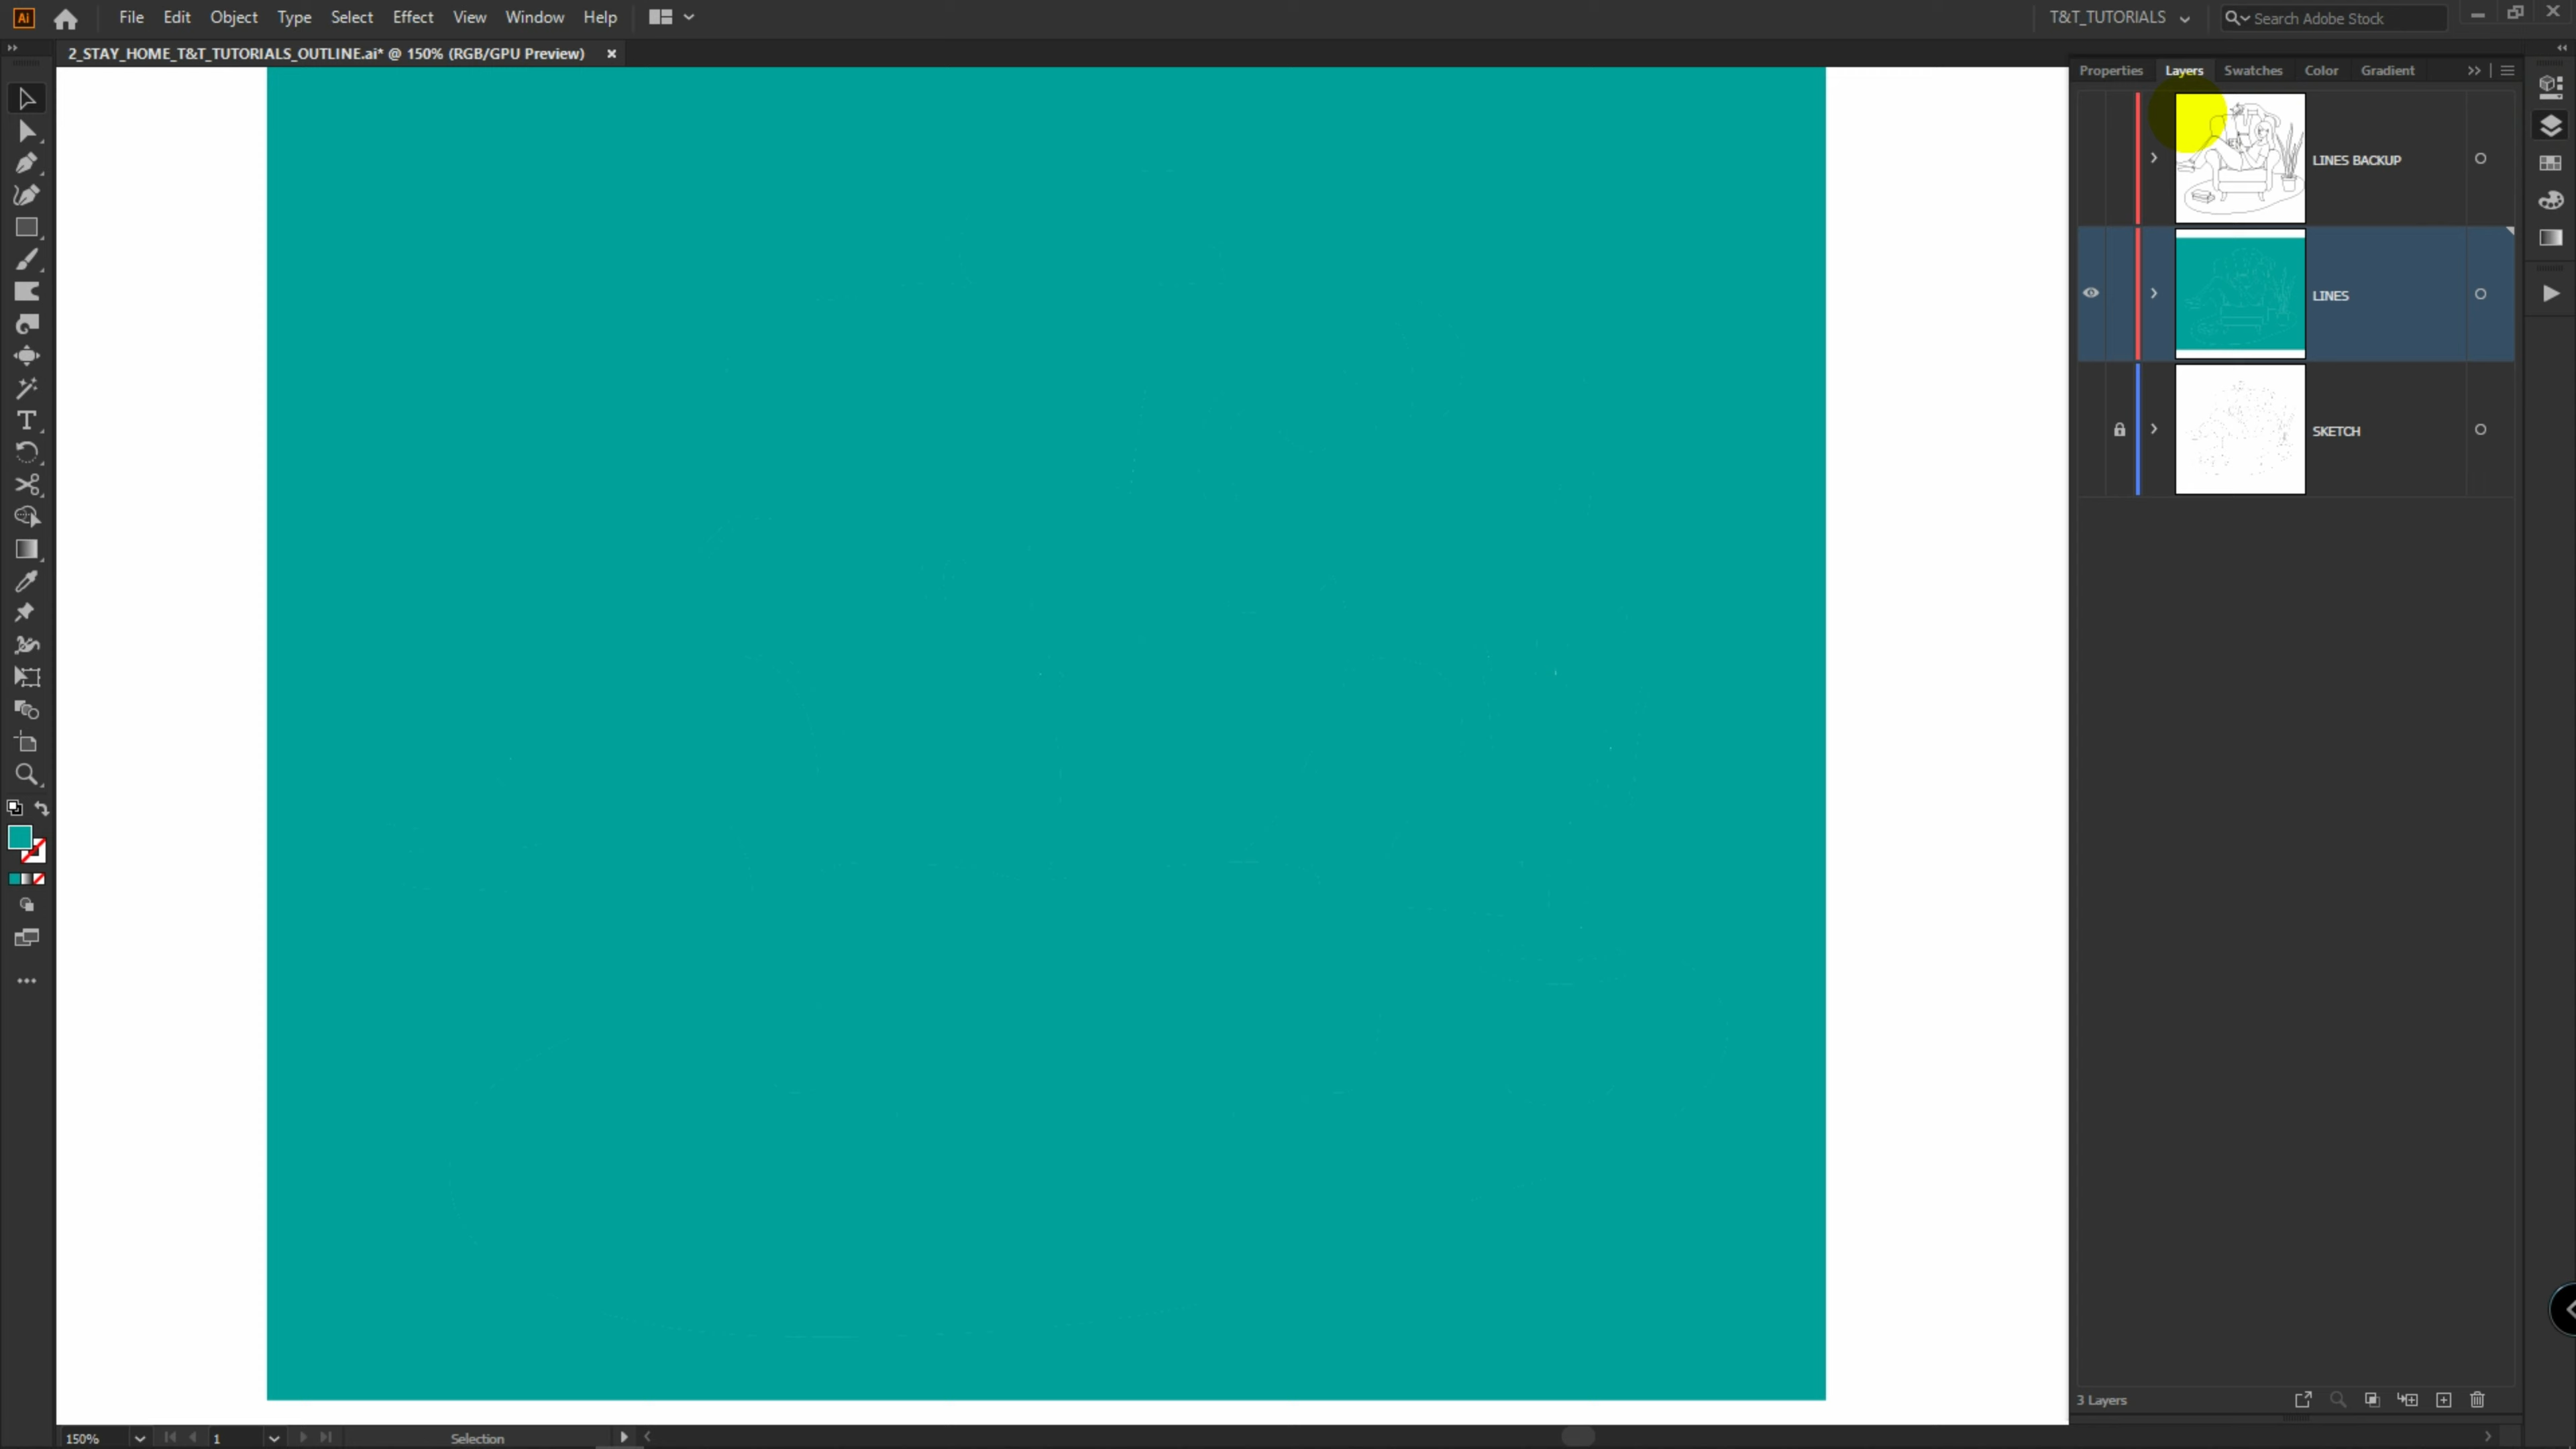 Ai File Edit Object Type Select Effect View Window Help T&T_TUTORIALS Search Adobe Stock
2_STAY_HOME_T&T_TUTORIALS_OUTLINE.ai* @ 150% (RGB/GPU Preview)
Properties Layers Swatches Color Gradient
LINES BACKUP
LINES
SKETCH
3 Layers
150% 1 Selection